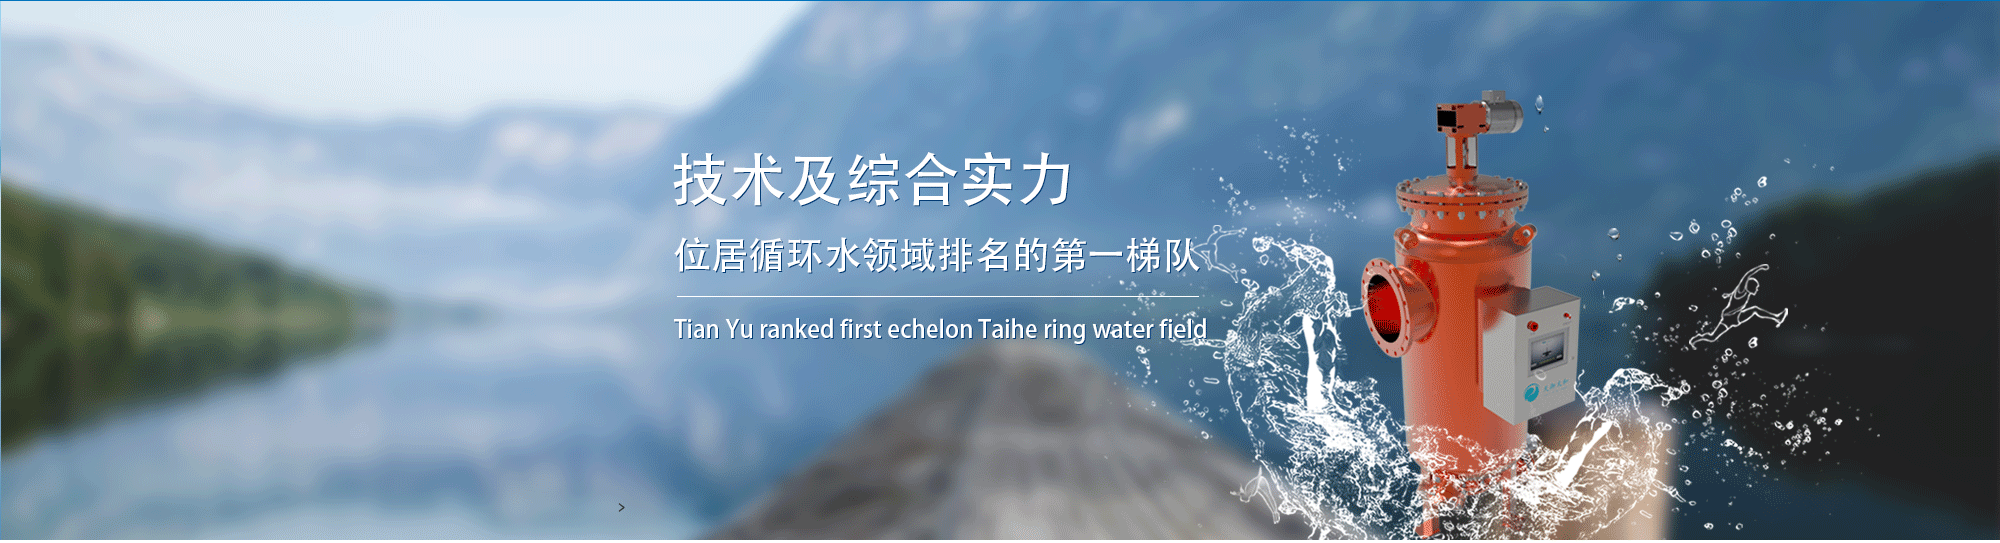 技术及综合实力
位居循环水领域排名的第一梯队
Tian Yu ranked first echelon Taihe ring water field
>